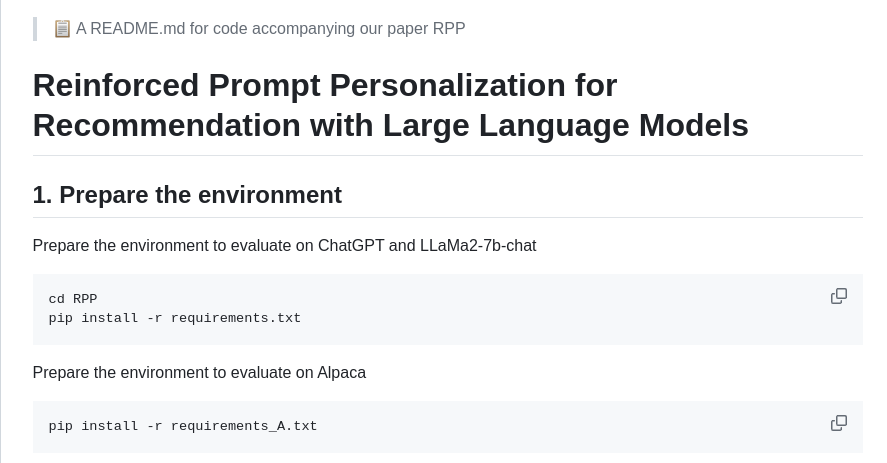 📋 A README.md for code accompanying our paper RPP
Reinforced Prompt Personalization for
Recommendation with Large Language Models
1. Prepare the environment
Prepare the environment to evaluate on ChatGPT and LLaMa2-7b-chat
cd RPP
pip install -r requirements.txt
Prepare the environment to evaluate on Alpaca
pip install -r requirements_A.txt